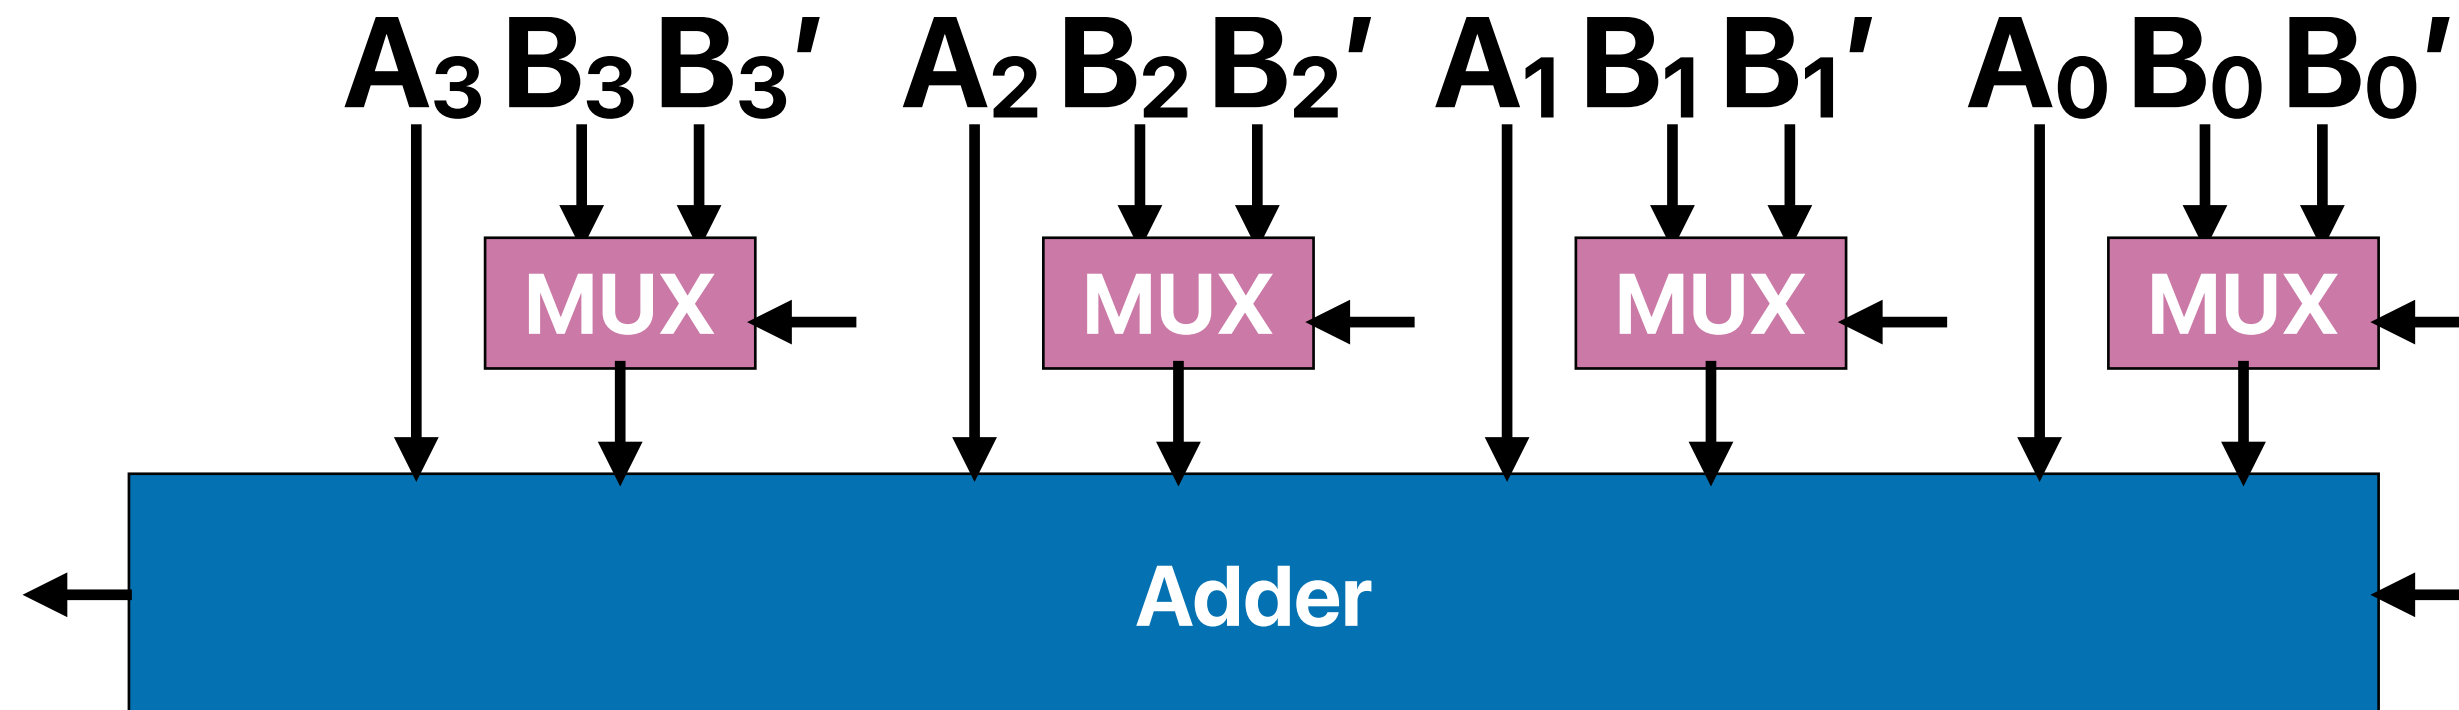 A₃ B₃ B₃′ A₂ B₂ B₂′ A₁ B₁ B₁′ A₀ B₀ B₀′
MUX MUX MUX MUX
Adder